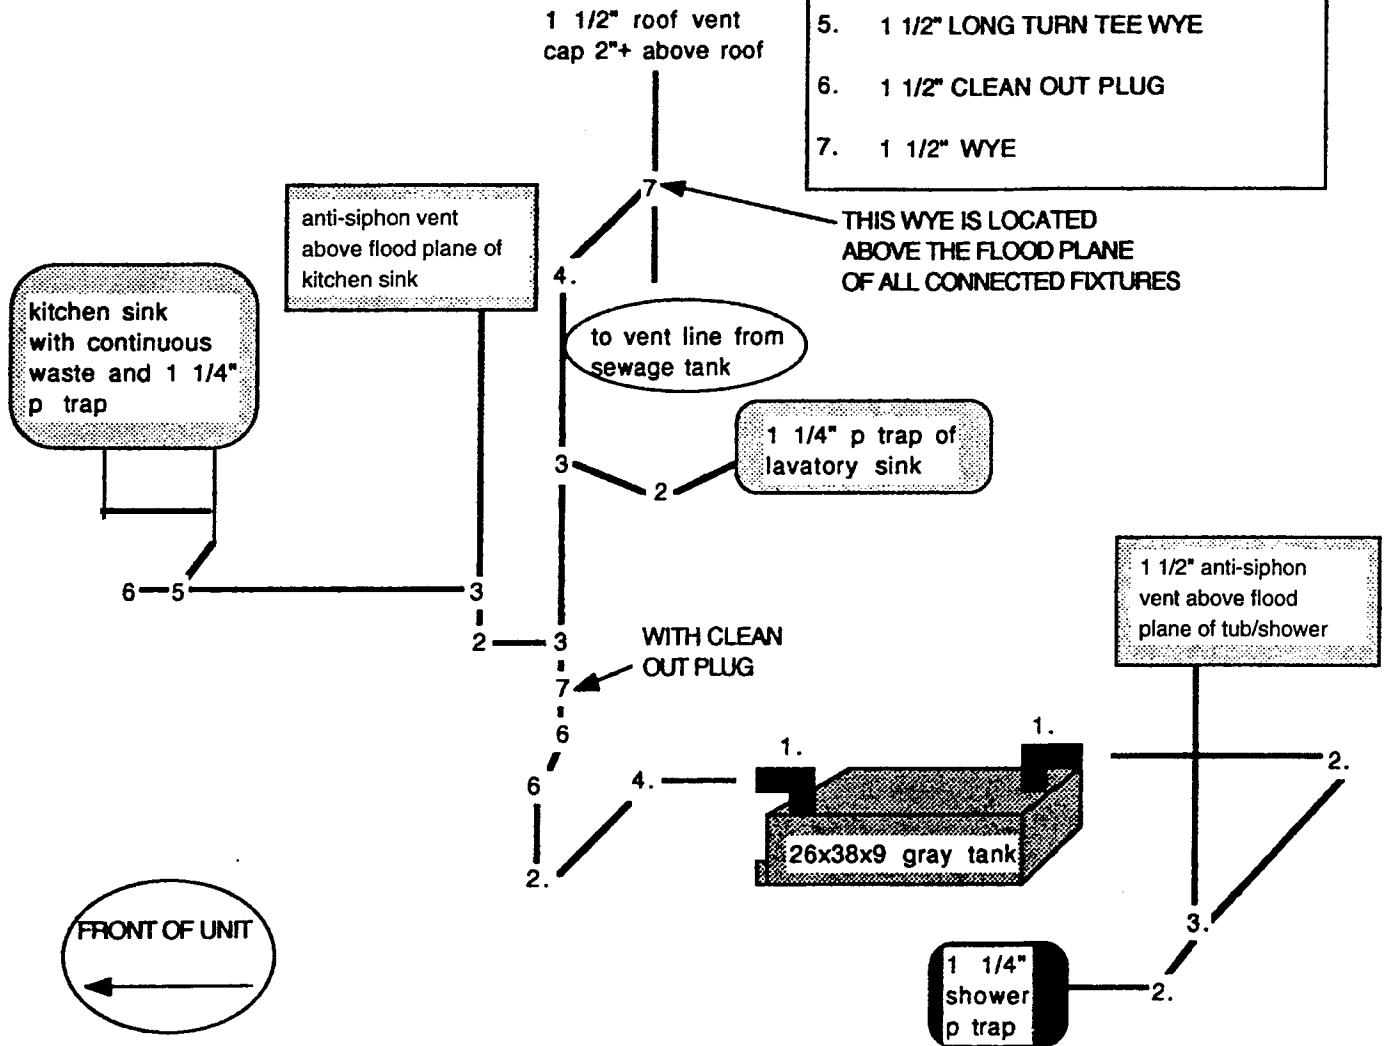 1 1/2" roof vent
cap 2"+ above roof
5. 1 1/2" LONG TURN TEE WYE
6. 1 1/2" CLEAN OUT PLUG
7. 1 1/2" WYE
7
THIS WYE IS LOCATED
ABOVE THE FLOOD PLANE
OF ALL CONNECTED FIXTURES
anti-siphon vent
above flood plane of
kitchen sink
4.
kitchen sink
with continuous
waste and 1 1/4"
p trap
to vent line from
sewage tank
1 1/4" p trap of
lavatory sink
3
2
6
5
3
2
3
WITH CLEAN
OUT PLUG
7
6
6
2.
4.
1 1/2" anti-siphon
vent above flood
plane of tub/shower
1.
1.
2.
26x38x9 gray tank
3.
2.
1 1/4"
shower
p trap
FRONT OF UNIT